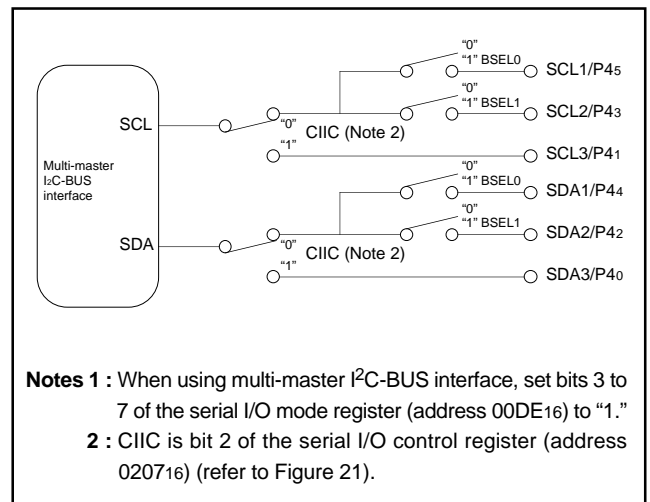 "0"
"1" BSEL0
SCL1/P45
"0"
"1" BSEL1
SCL2/P43
SCL
"0"
CIIC (Note 2)
"1"
SCL3/P41
Multi-master
I2C-BUS
interface
"0"
"1" BSEL0
SDA1/P44
"0"
"1" BSEL1
SDA2/P42
SDA
"0"
CIIC (Note 2)
"1"
SDA3/P40
Notes 1 : When using multi-master I2C-BUS interface, set bits 3 to
7 of the serial I/O mode register (address 00DE16) to "1."
2 : CIIC is bit 2 of the serial I/O control register (address
020716) (refer to Figure 21).